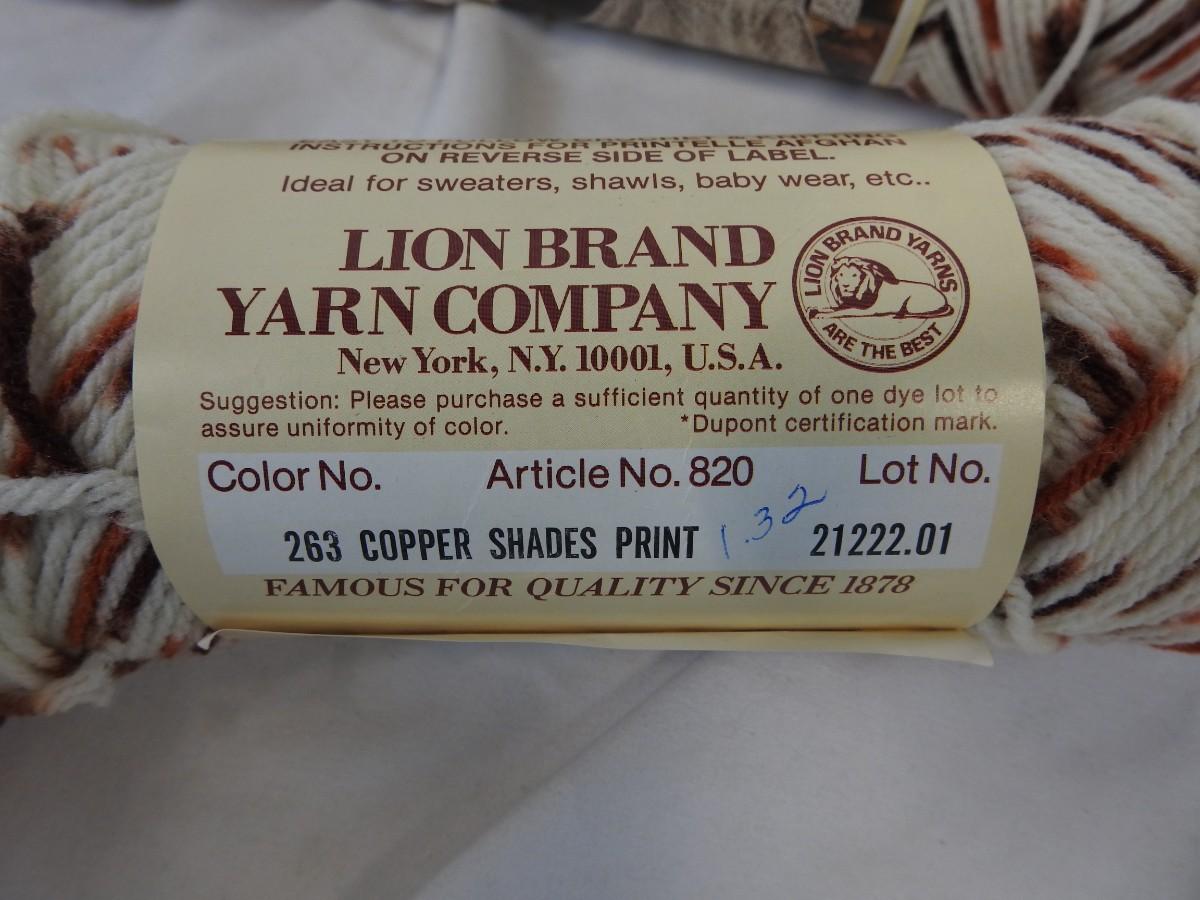 INSTRUCTIONS FOR PRINTELLE AFGHAN
ON REVERSE SIDE OF LABEL.
Ideal for sweaters, shawls, baby wear, etc..
LION BRAND
YARN COMPANY
New York, N.Y. 10001, U.S.A.
LION BRAND YARNS
ARE THE BEST
Suggestion: Please purchase a sufficient quantity of one dye lot to
assure uniformity of color. *Dupont certification mark.
Color No. Article No. 820 Lot No.
263 COPPER SHADES PRINT 1.32 21222.01
FAMOUS FOR QUALITY SINCE 1878